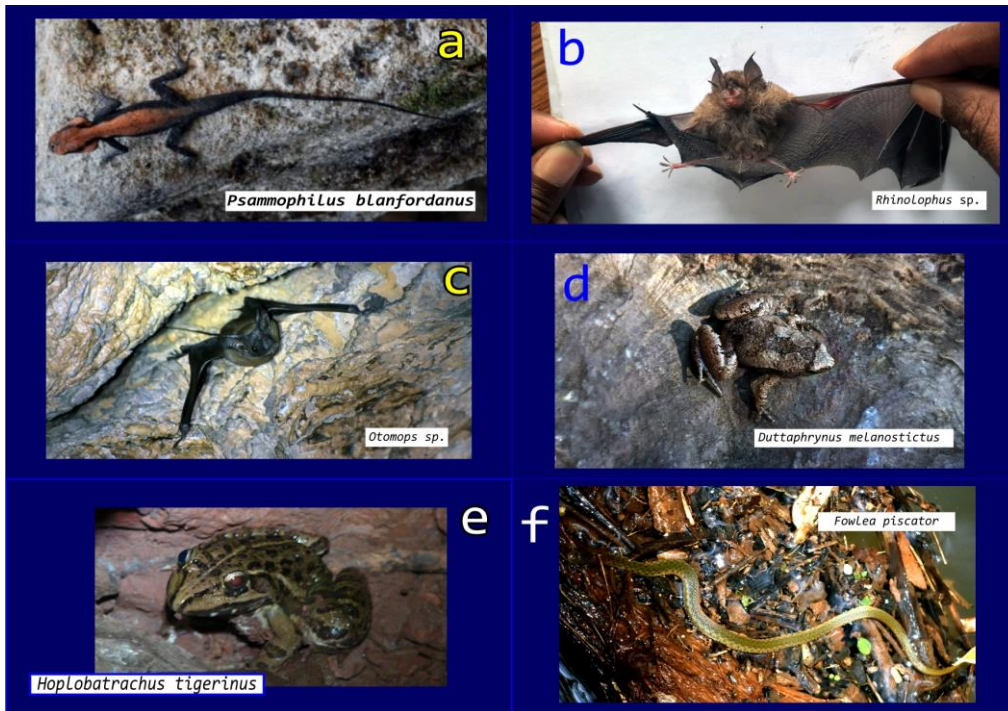 a
Psammophilus blanfordanus
b
Rhinolophus sp.
c
Otomops sp.
d
Duttaphrynus melanostictus
e
Hoplobatrachus tigerinus
f
Fowlea piscator